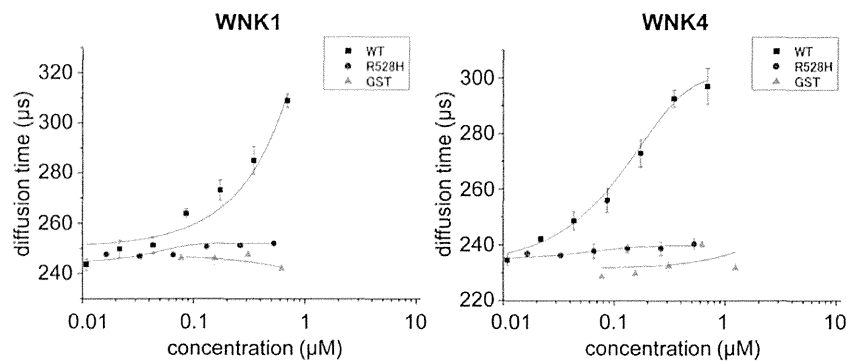 WNK1
WT
R528H
GST
diffusion time (μs)
320
300
280
260
240
0.01
0.1
1
10
concentration (μM)
WNK4
WT
R528H
GST
diffusion time (μs)
300
280
260
240
220
0.01
0.1
1
10
concentration (μM)